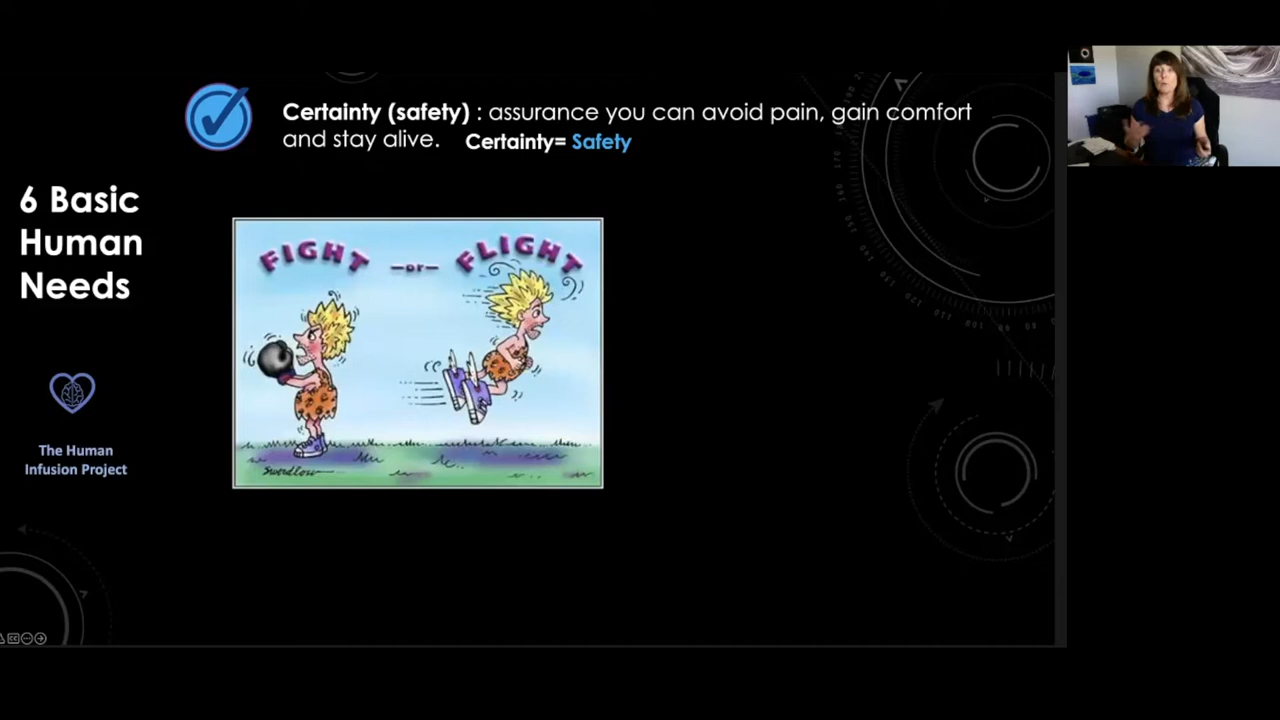 Certainty (safety) : assurance you can avoid pain, gain comfort
and stay alive. Certainty= Safety
6 Basic
Human
Needs
FIGHT —or— FLIGHT
Swerdlow
The Human
Infusion Project